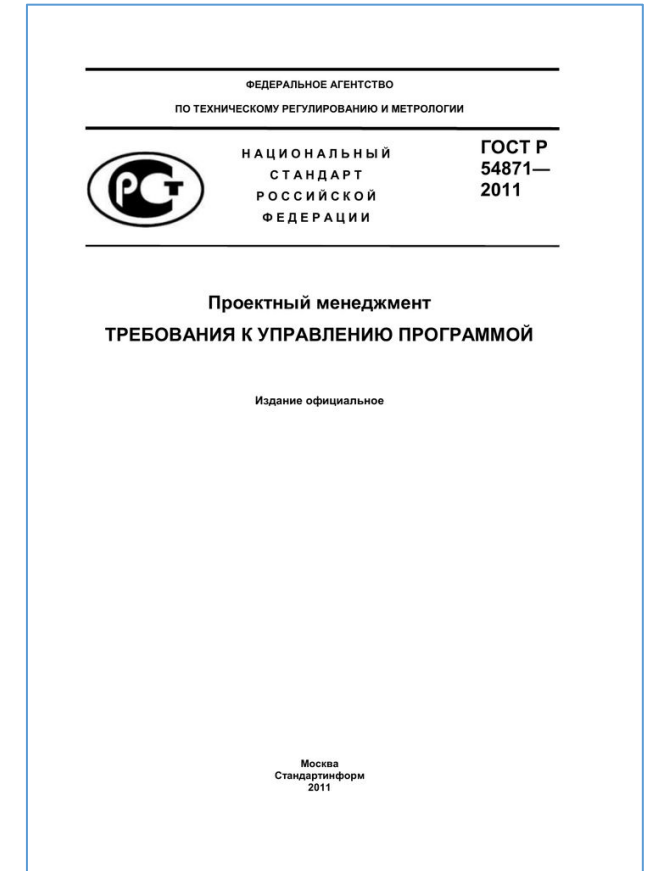 ФЕДЕРАЛЬНОЕ АГЕНТСТВО
ПО ТЕХНИЧЕСКОМУ РЕГУЛИРОВАНИЮ И МЕТРОЛОГИИ
РСТ
НАЦИОНАЛЬНЫЙ
СТАНДАРТ
РОССИЙСКОЙ
ФЕДЕРАЦИИ
ГОСТ Р
54871—
2011
Проектный менеджмент
ТРЕБОВАНИЯ К УПРАВЛЕНИЮ ПРОГРАММОЙ
Издание официальное
Москва
Стандартинформ
2011